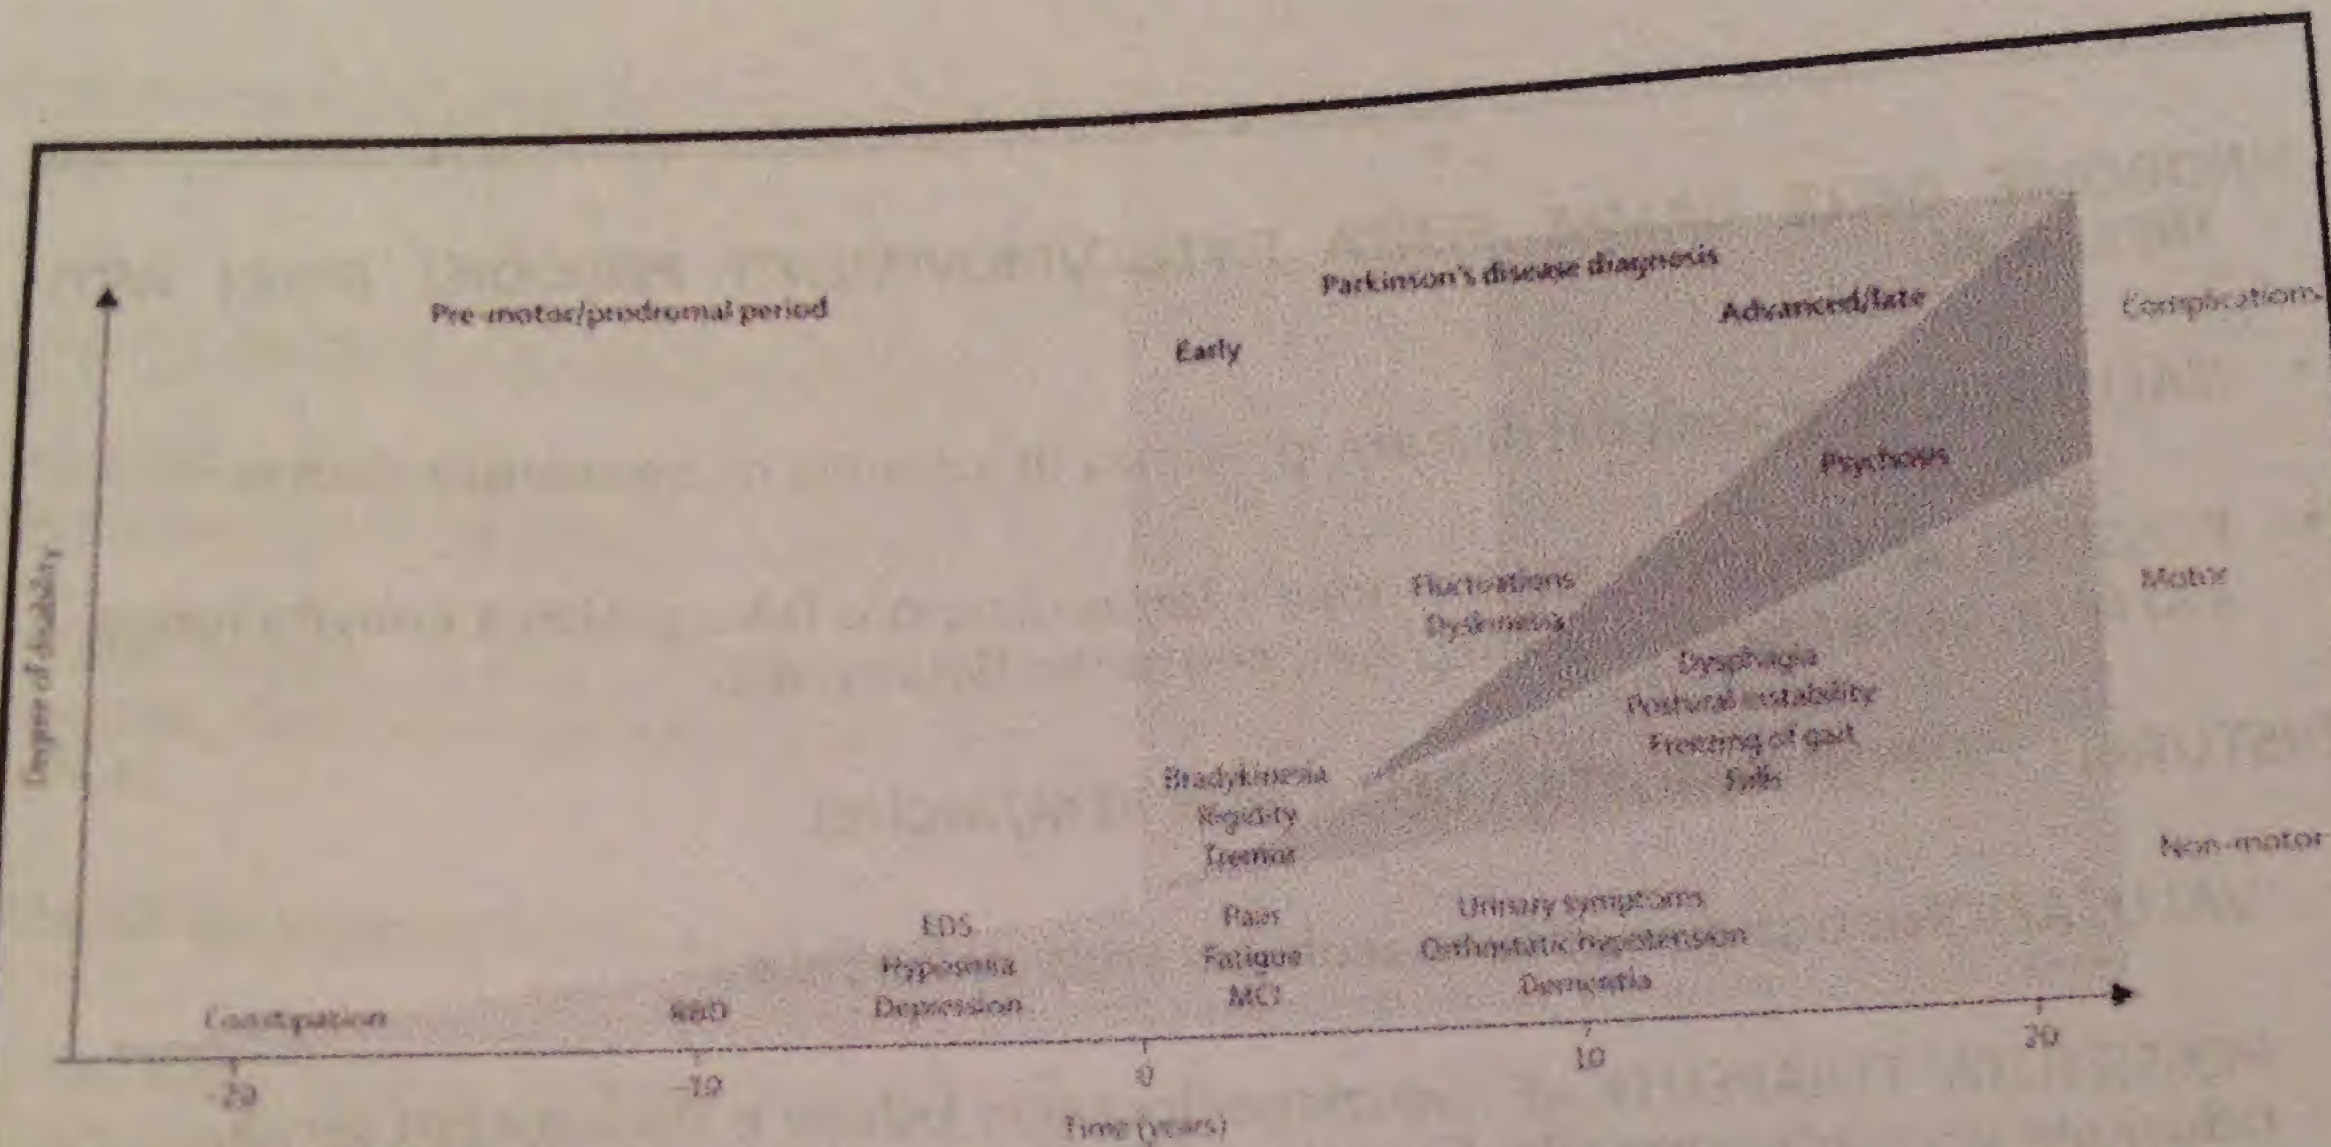 Parkinson's disease diagnosis
Pre-motor/prodromal period
Advanced/late
Complications
Early
Psychosis
Degree of disability
Fluctuations
Dyskinesia
Motor
Dysphagia
Postural instability
Freezing of gait
Falls
Bradykinesia
Rigidity
Tremor
Non-motor
EDS
Hyposmia
Depression
Pain
Fatigue
MCI
Urinary symptoms
Orthostatic hypotension
Dementia
Constipation
RBD
-20
-10
0
10
20
Time (years)